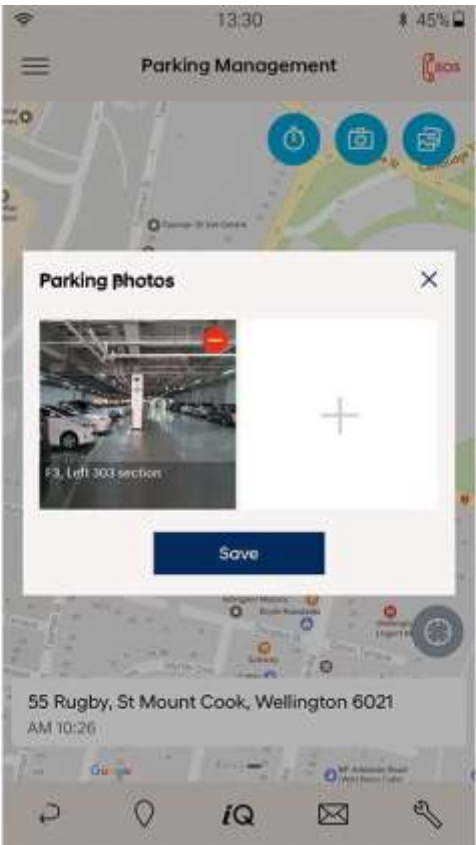 13:30
45%
Parking Management
SOS
Parking Photos
F3, Left 303 section
Save
Subway
55 Rugby, St Mount Cook, Wellington 6021
AM 10:26
Google
iQ